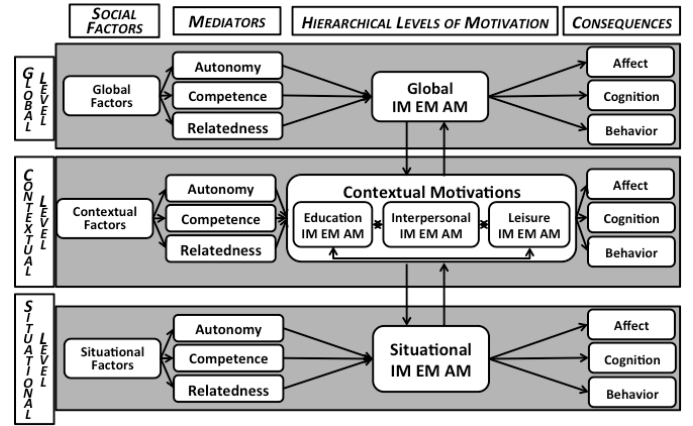 SOCIAL
FACTORS
MEDIATORS
HIERARCHICAL LEVELS OF MOTIVATION
CONSEQUENCES
GLOBAL
LEVEL
Global
Factors
Autonomy
Competence
Relatedness
Global
IM EM AM
Affect
Cognition
Behavior
CONTEXTUAL
LEVEL
Contextual
Factors
Autonomy
Competence
Relatedness
Contextual Motivations
Education
IM EM AM
Interpersonal
IM EM AM
Leisure
IM EM AM
Affect
Cognition
Behavior
SITUATIONAL
LEVEL
Situational
Factors
Autonomy
Competence
Relatedness
Situational
IM EM AM
Affect
Cognition
Behavior